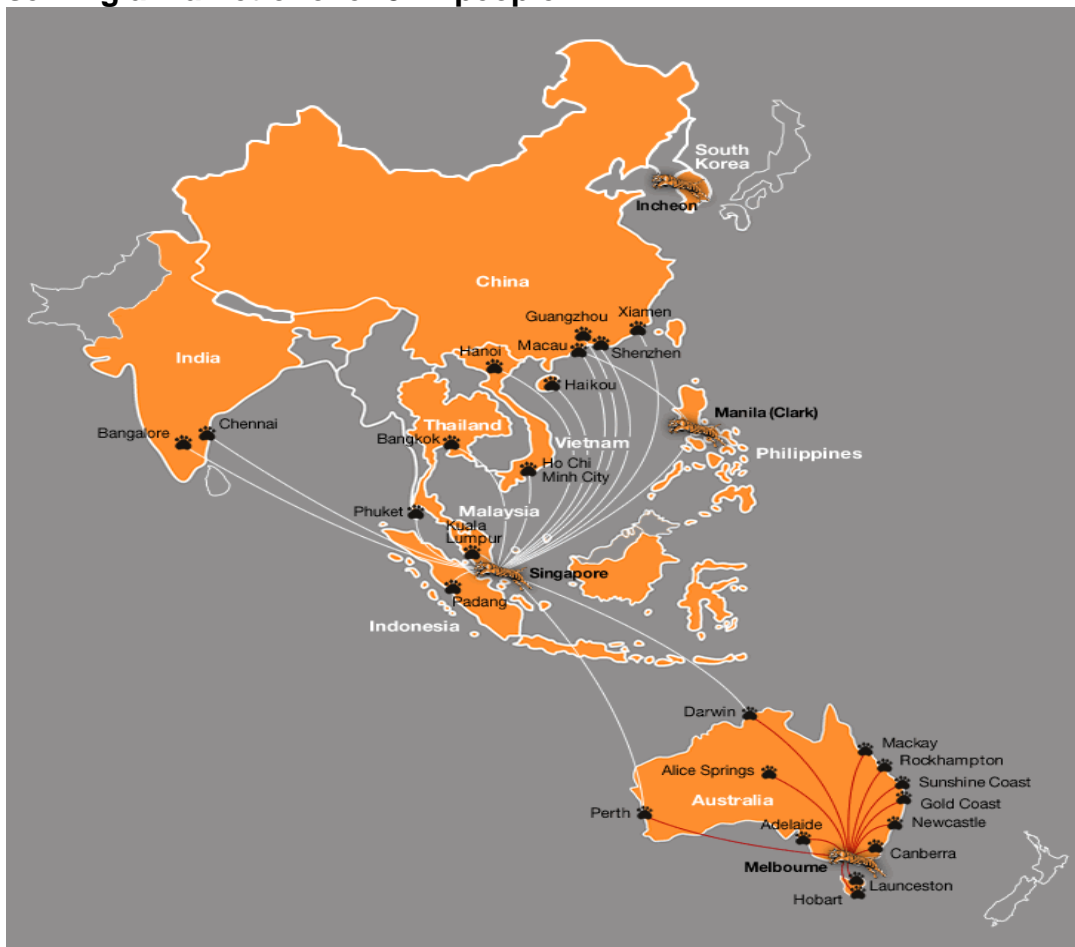 South
Korea
Incheon
China
Xiamen
Guangzhou
Macau
Shenzhen
Hanoi
India
Haikou
Chennai
Bangalore
Thailand
Bangkok
Manila (Clark)
Vietnam
Philippines
Ho Chi
Minh City
Phuket
Malaysia
Kuala
Lumpur
Singapore
Padang
Indonesia
Darwin
Mackay
Rockhampton
Alice Springs
Sunshine Coast
Australia
Gold Coast
Perth
Adelaide
Newcastle
Canberra
Melbourne
Launceston
Hobart